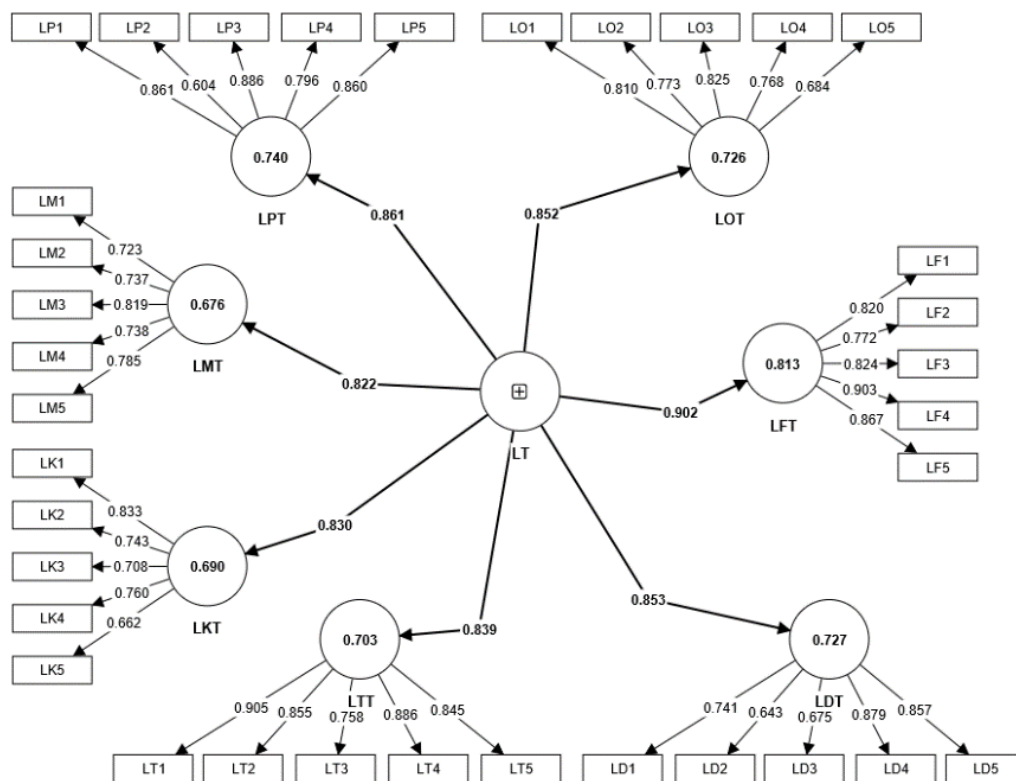 LP1 LP2 LP3 LP4 LP5
LO1 LO2 LO3 LO4 LO5
0.861 0.604 0.886 0.796 0.860
0.810 0.773 0.825 0.768 0.684
0.740
LPT
0.726
LOT
0.861
0.852
LM1
LM2
LM3
LM4
LM5
0.723
0.737
0.819
0.738
0.785
0.676
LMT
0.822
LF1
LF2
LF3
LF4
LF5
0.820
0.772
0.824
0.903
0.867
0.813
LFT
0.902
LT
LK1
LK2
LK3
LK4
LK5
0.833
0.743
0.708
0.760
0.662
0.690
LKT
0.830
0.839
0.853
0.703
LTT
0.905 0.855 0.758 0.886 0.845
LT1 LT2 LT3 LT4 LT5
0.727
LDT
0.741 0.643 0.675 0.879 0.857
LD1 LD2 LD3 LD4 LD5